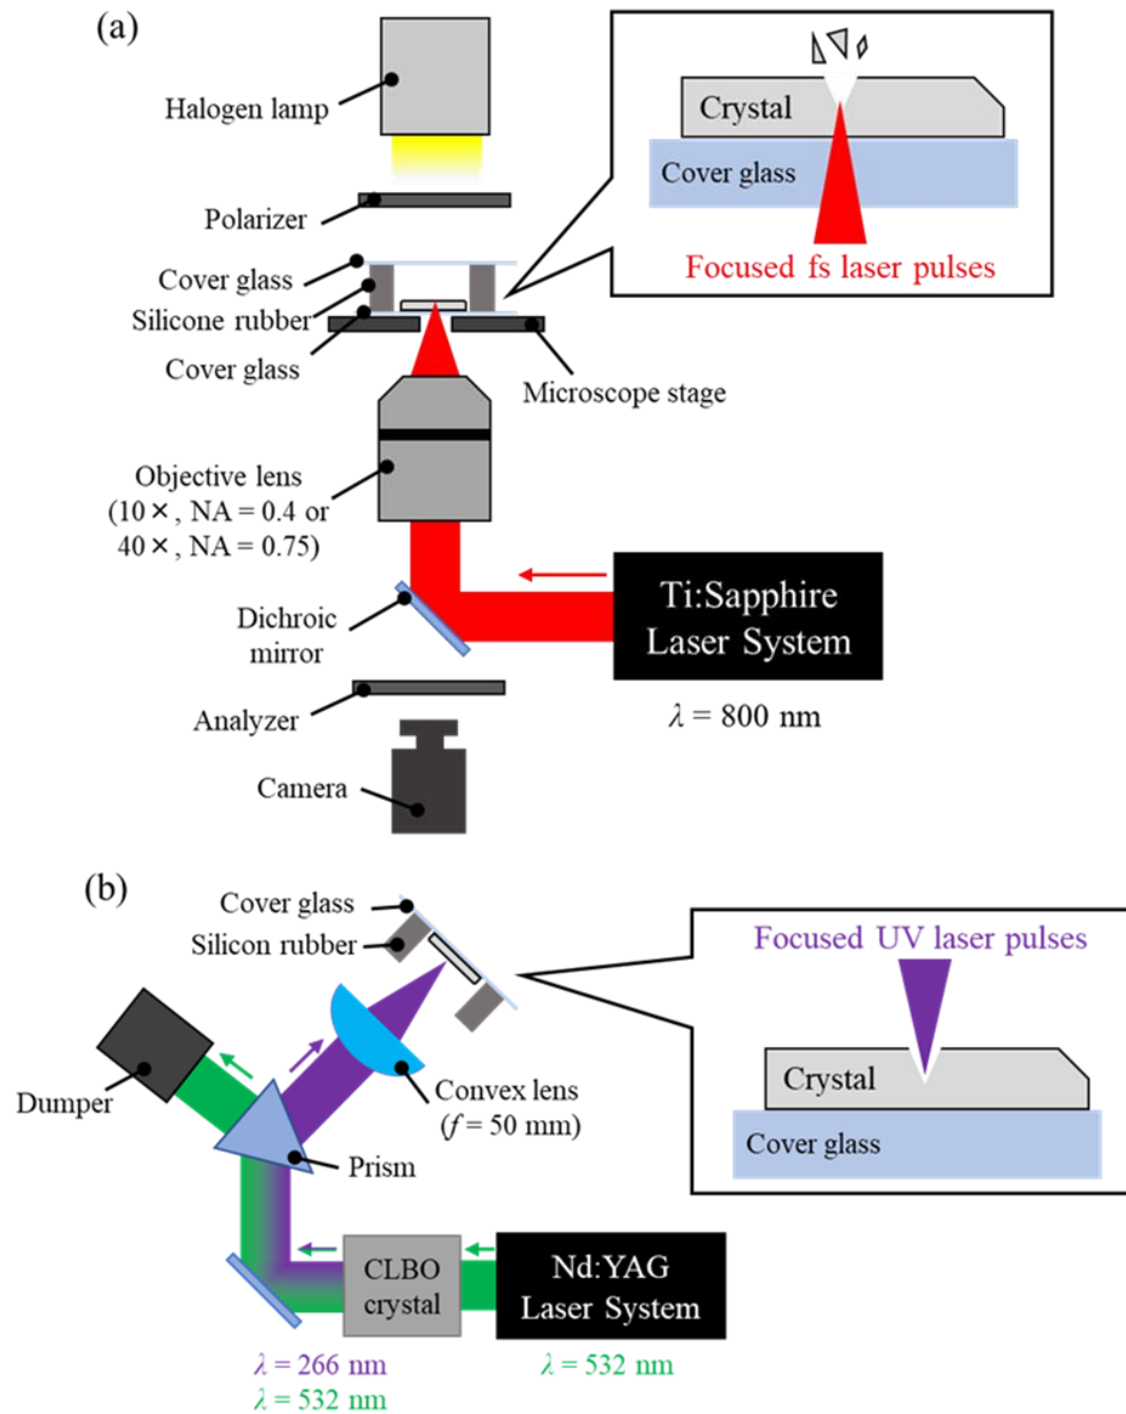 (a)
Halogen lamp
Polarizer
Cover glass
Silicone rubber
Cover glass
Microscope stage
Objective lens
(10×, NA = 0.4 or
40×, NA = 0.75)
Dichroic
mirror
Analyzer
Camera
Ti:Sapphire
Laser System
λ = 800 nm
Crystal
Cover glass
Focused fs laser pulses
(b)
Cover glass
Silicon rubber
Dumper
Convex lens
(f = 50 mm)
Prism
CLBO
crystal
Nd:YAG
Laser System
λ = 266 nm
λ = 532 nm
λ = 532 nm
Focused UV laser pulses
Crystal
Cover glass